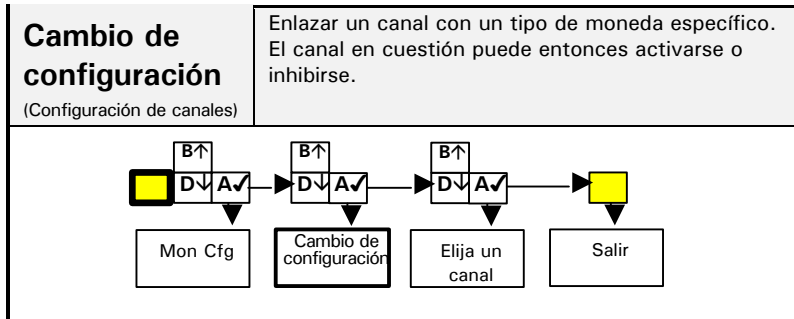 Cambio de
configuración
(Configuración de canales)
Enlazar un canal con un tipo de moneda específico.
El canal en cuestión puede entonces activarse o
inhibirse.
B↑ B↑ B↑
D↓ A✓ D↓ A✓ D↓ A✓
Mon Cfg
Cambio de
configuración
Elija un
canal
Salir